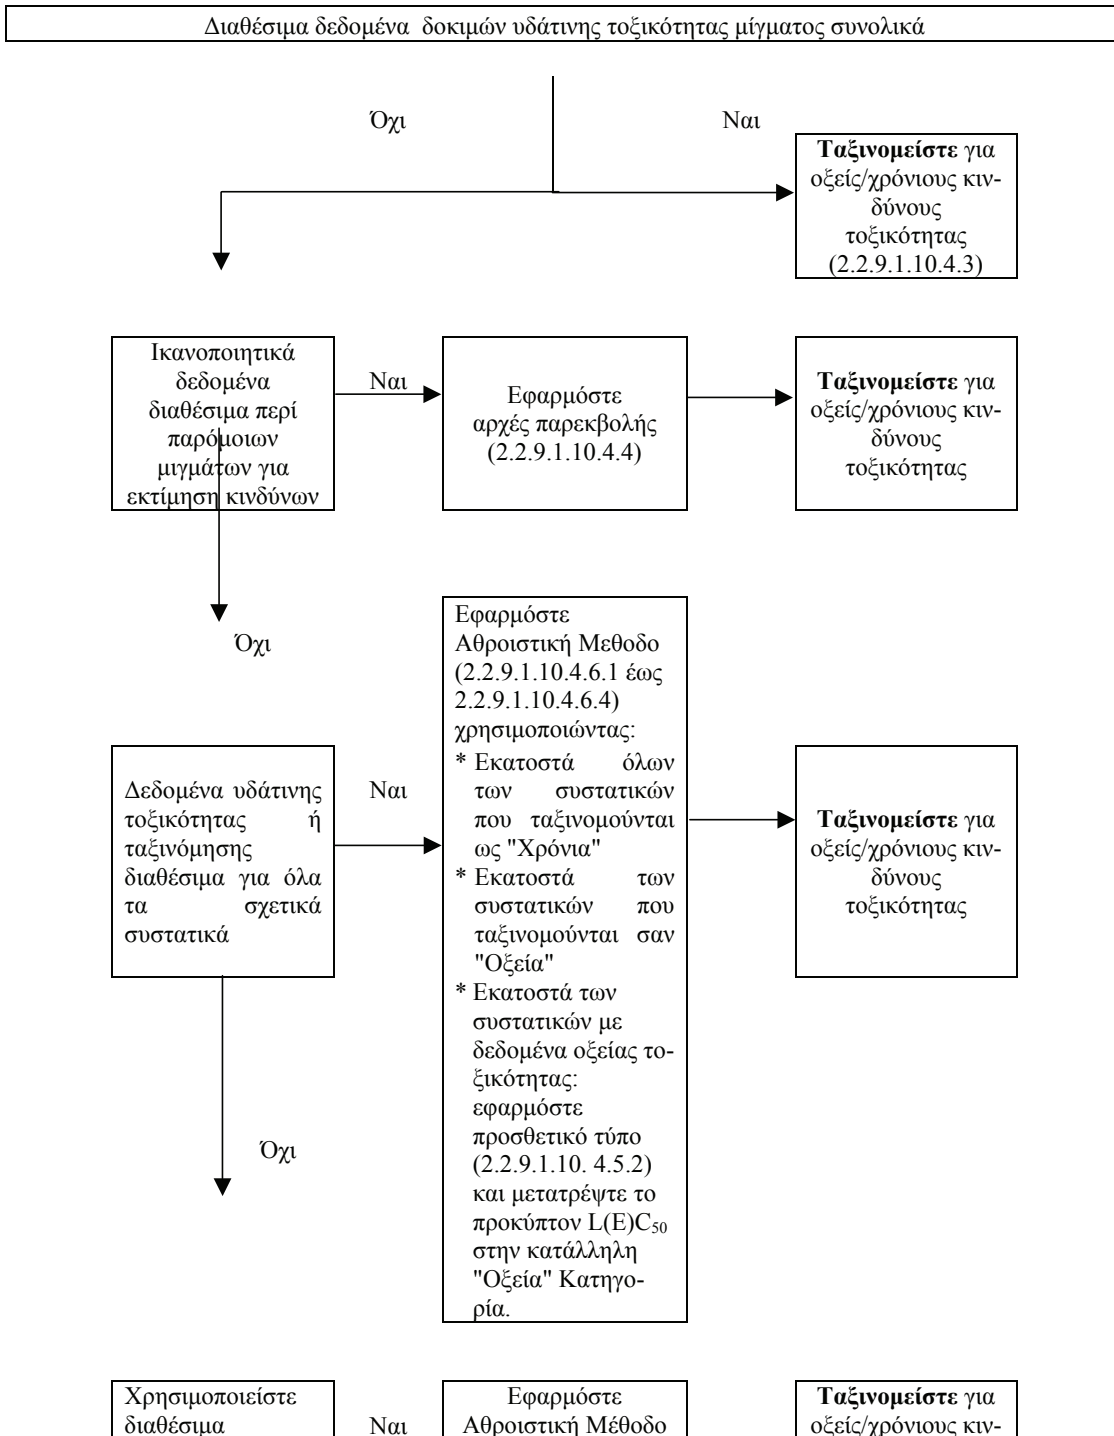 Διαθέσιμα δεδομένα δοκιμών υδάτινης τοξικότητας μίγματος συνολικά
Όχι
Ναι
Ταξινομείστε για
οξείς/χρόνιους κιν-
δύνους
τοξικότητας
(2.2.9.1.10.4.3)
Ικανοποιητικά
δεδομένα
διαθέσιμα περί
παρόμοιων
μιγμάτων για
εκτίμηση κινδύνων
Ναι
Εφαρμόστε
αρχές παρεκβολής
(2.2.9.1.10.4.4)
Ταξινομείστε για
οξείς/χρόνιους κιν-
δύνους
τοξικότητας
Όχι
Δεδομένα υδάτινης
τοξικότητας ή
ταξινόμησης
διαθέσιμα για όλα
τα σχετικά
συστατικά
Ναι
Εφαρμόστε
Αθροιστική Μεθοδο
(2.2.9.1.10.4.6.1 έως
2.2.9.1.10.4.6.4)
χρησιμοποιώντας:
* Εκατοστά όλων
των συστατικών
που ταξινομούνται
ως "Χρόνια"
* Εκατοστά των
συστατικών που
ταξινομούνται σαν
"Οξεία"
* Εκατοστά των
συστατικών με
δεδομένα οξείας το-
ξικότητας:
εφαρμόστε
προσθετικό τύπο
(2.2.9.1.10. 4.5.2)
και μετατρέψτε το
προκύπτον L(E)C50
στην κατάλληλη
"Οξεία" Κατηγο-
ρία.
Ταξινομείστε για
οξείς/χρόνιους κιν-
δύνους
τοξικότητας
Όχι
Χρησιμοποιείστε
διαθέσιμα
Ναι
Εφαρμόστε
Αθροιστική Μέθοδο
Ταξινομείστε για
οξείς/χρόνιους κιν-